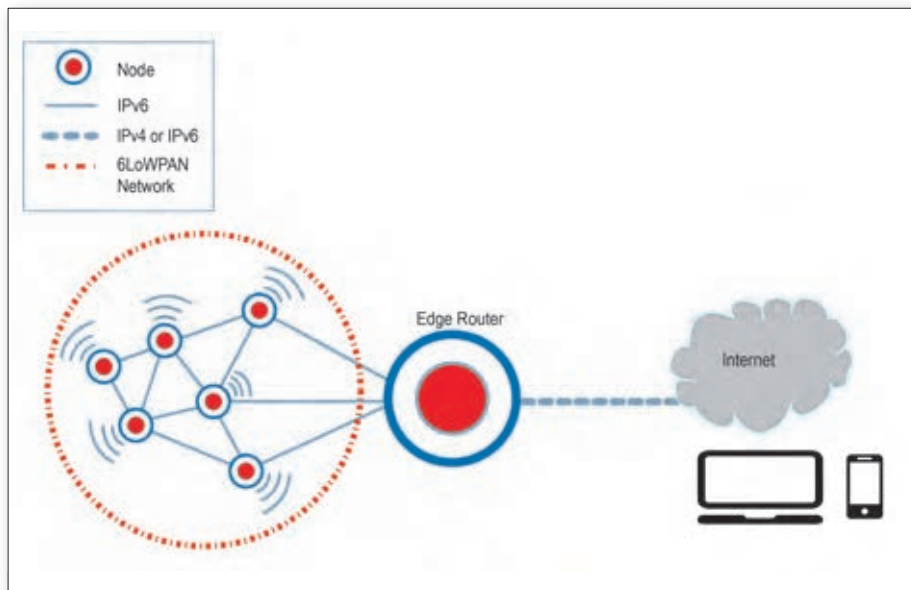 Node
IPv6
IPv4 or IPv6
6LoWPAN
Network
Edge Router
Internet